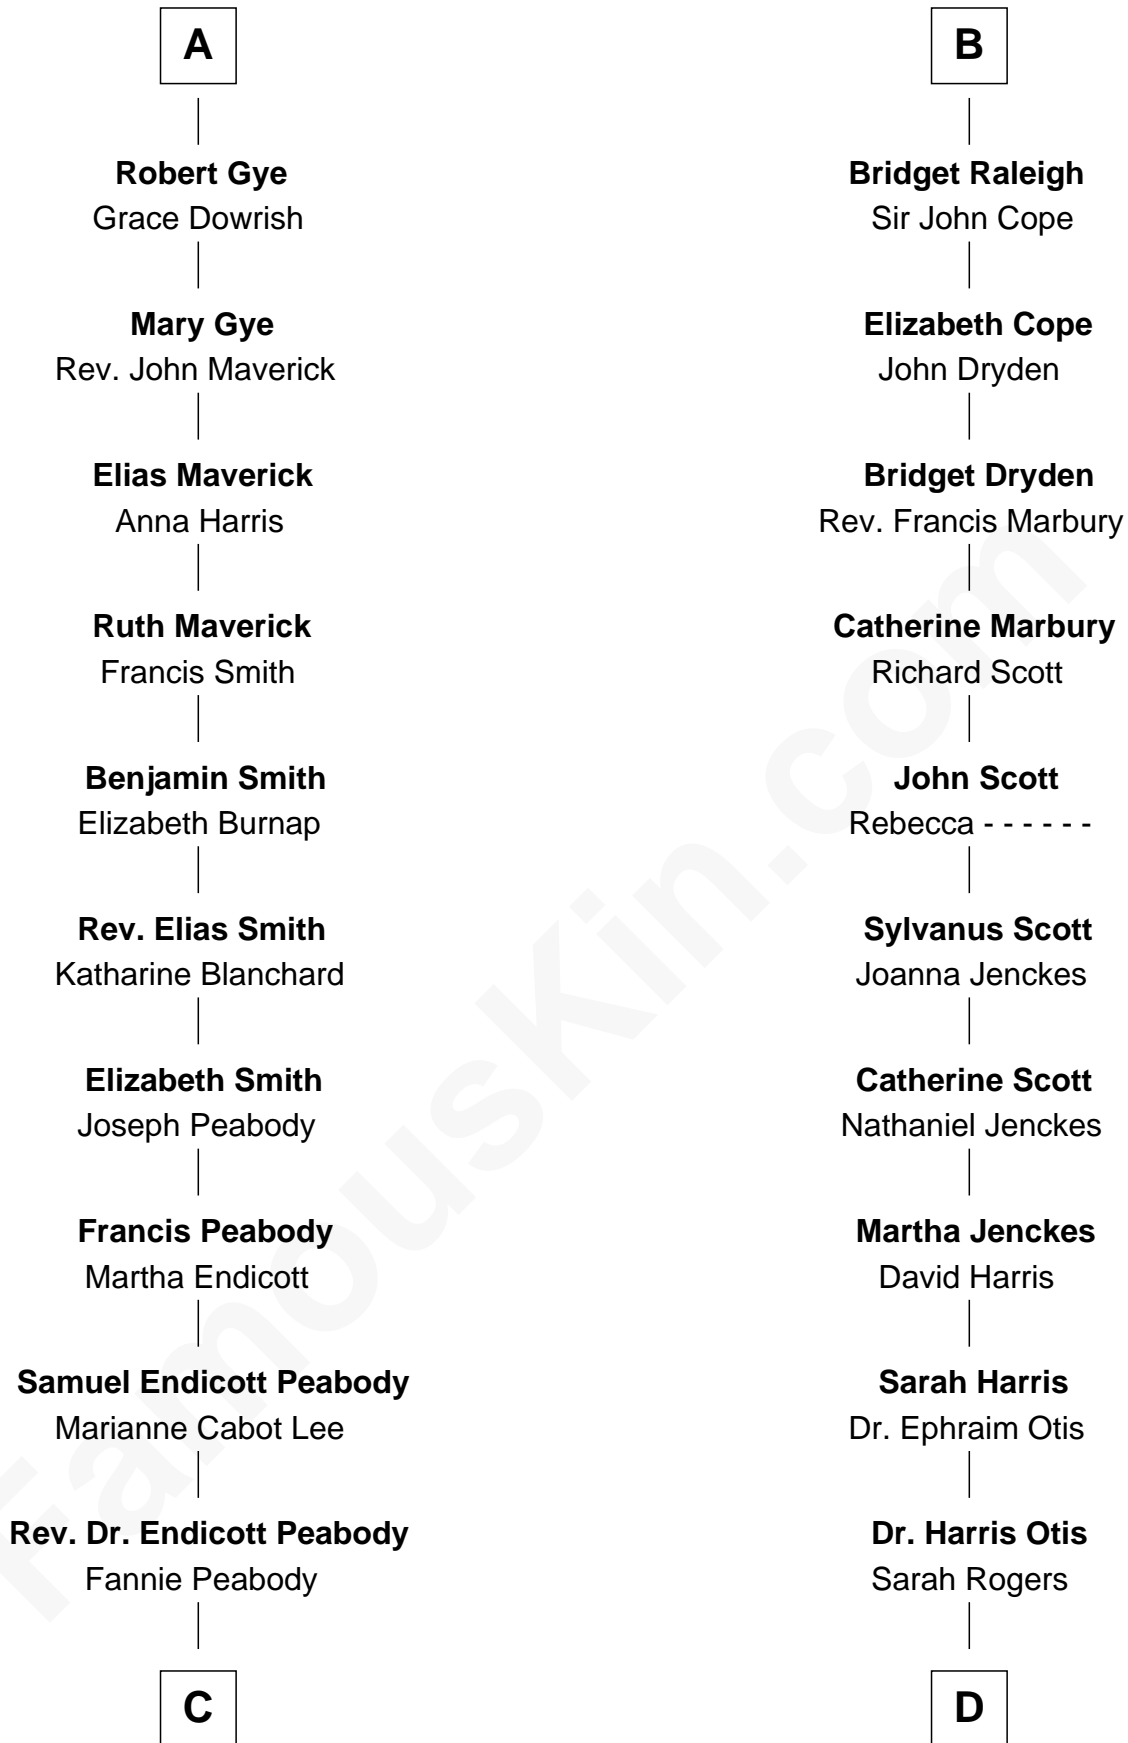 A
Robert Gye
Grace Dowrish
Mary Gye
Rev. John Maverick
Elias Maverick
Anna Harris
Ruth Maverick
Francis Smith
Benjamin Smith
Elizabeth Burnap
Rev. Elias Smith
Katharine Blanchard
Elizabeth Smith
Joseph Peabody
Francis Peabody
Martha Endicott
Samuel Endicott Peabody
Marianne Cabot Lee
Rev. Dr. Endicott Peabody
Fannie Peabody
C
B
Bridget Raleigh
Sir John Cope
Elizabeth Cope
John Dryden
Bridget Dryden
Rev. Francis Marbury
Catherine Marbury
Richard Scott
John Scott
Rebecca - - - - - -
Sylvanus Scott
Joanna Jenckes
Catherine Scott
Nathaniel Jenckes
Martha Jenckes
David Harris
Sarah Harris
Dr. Ephraim Otis
Dr. Harris Otis
Sarah Rogers
D
FamousKin.com